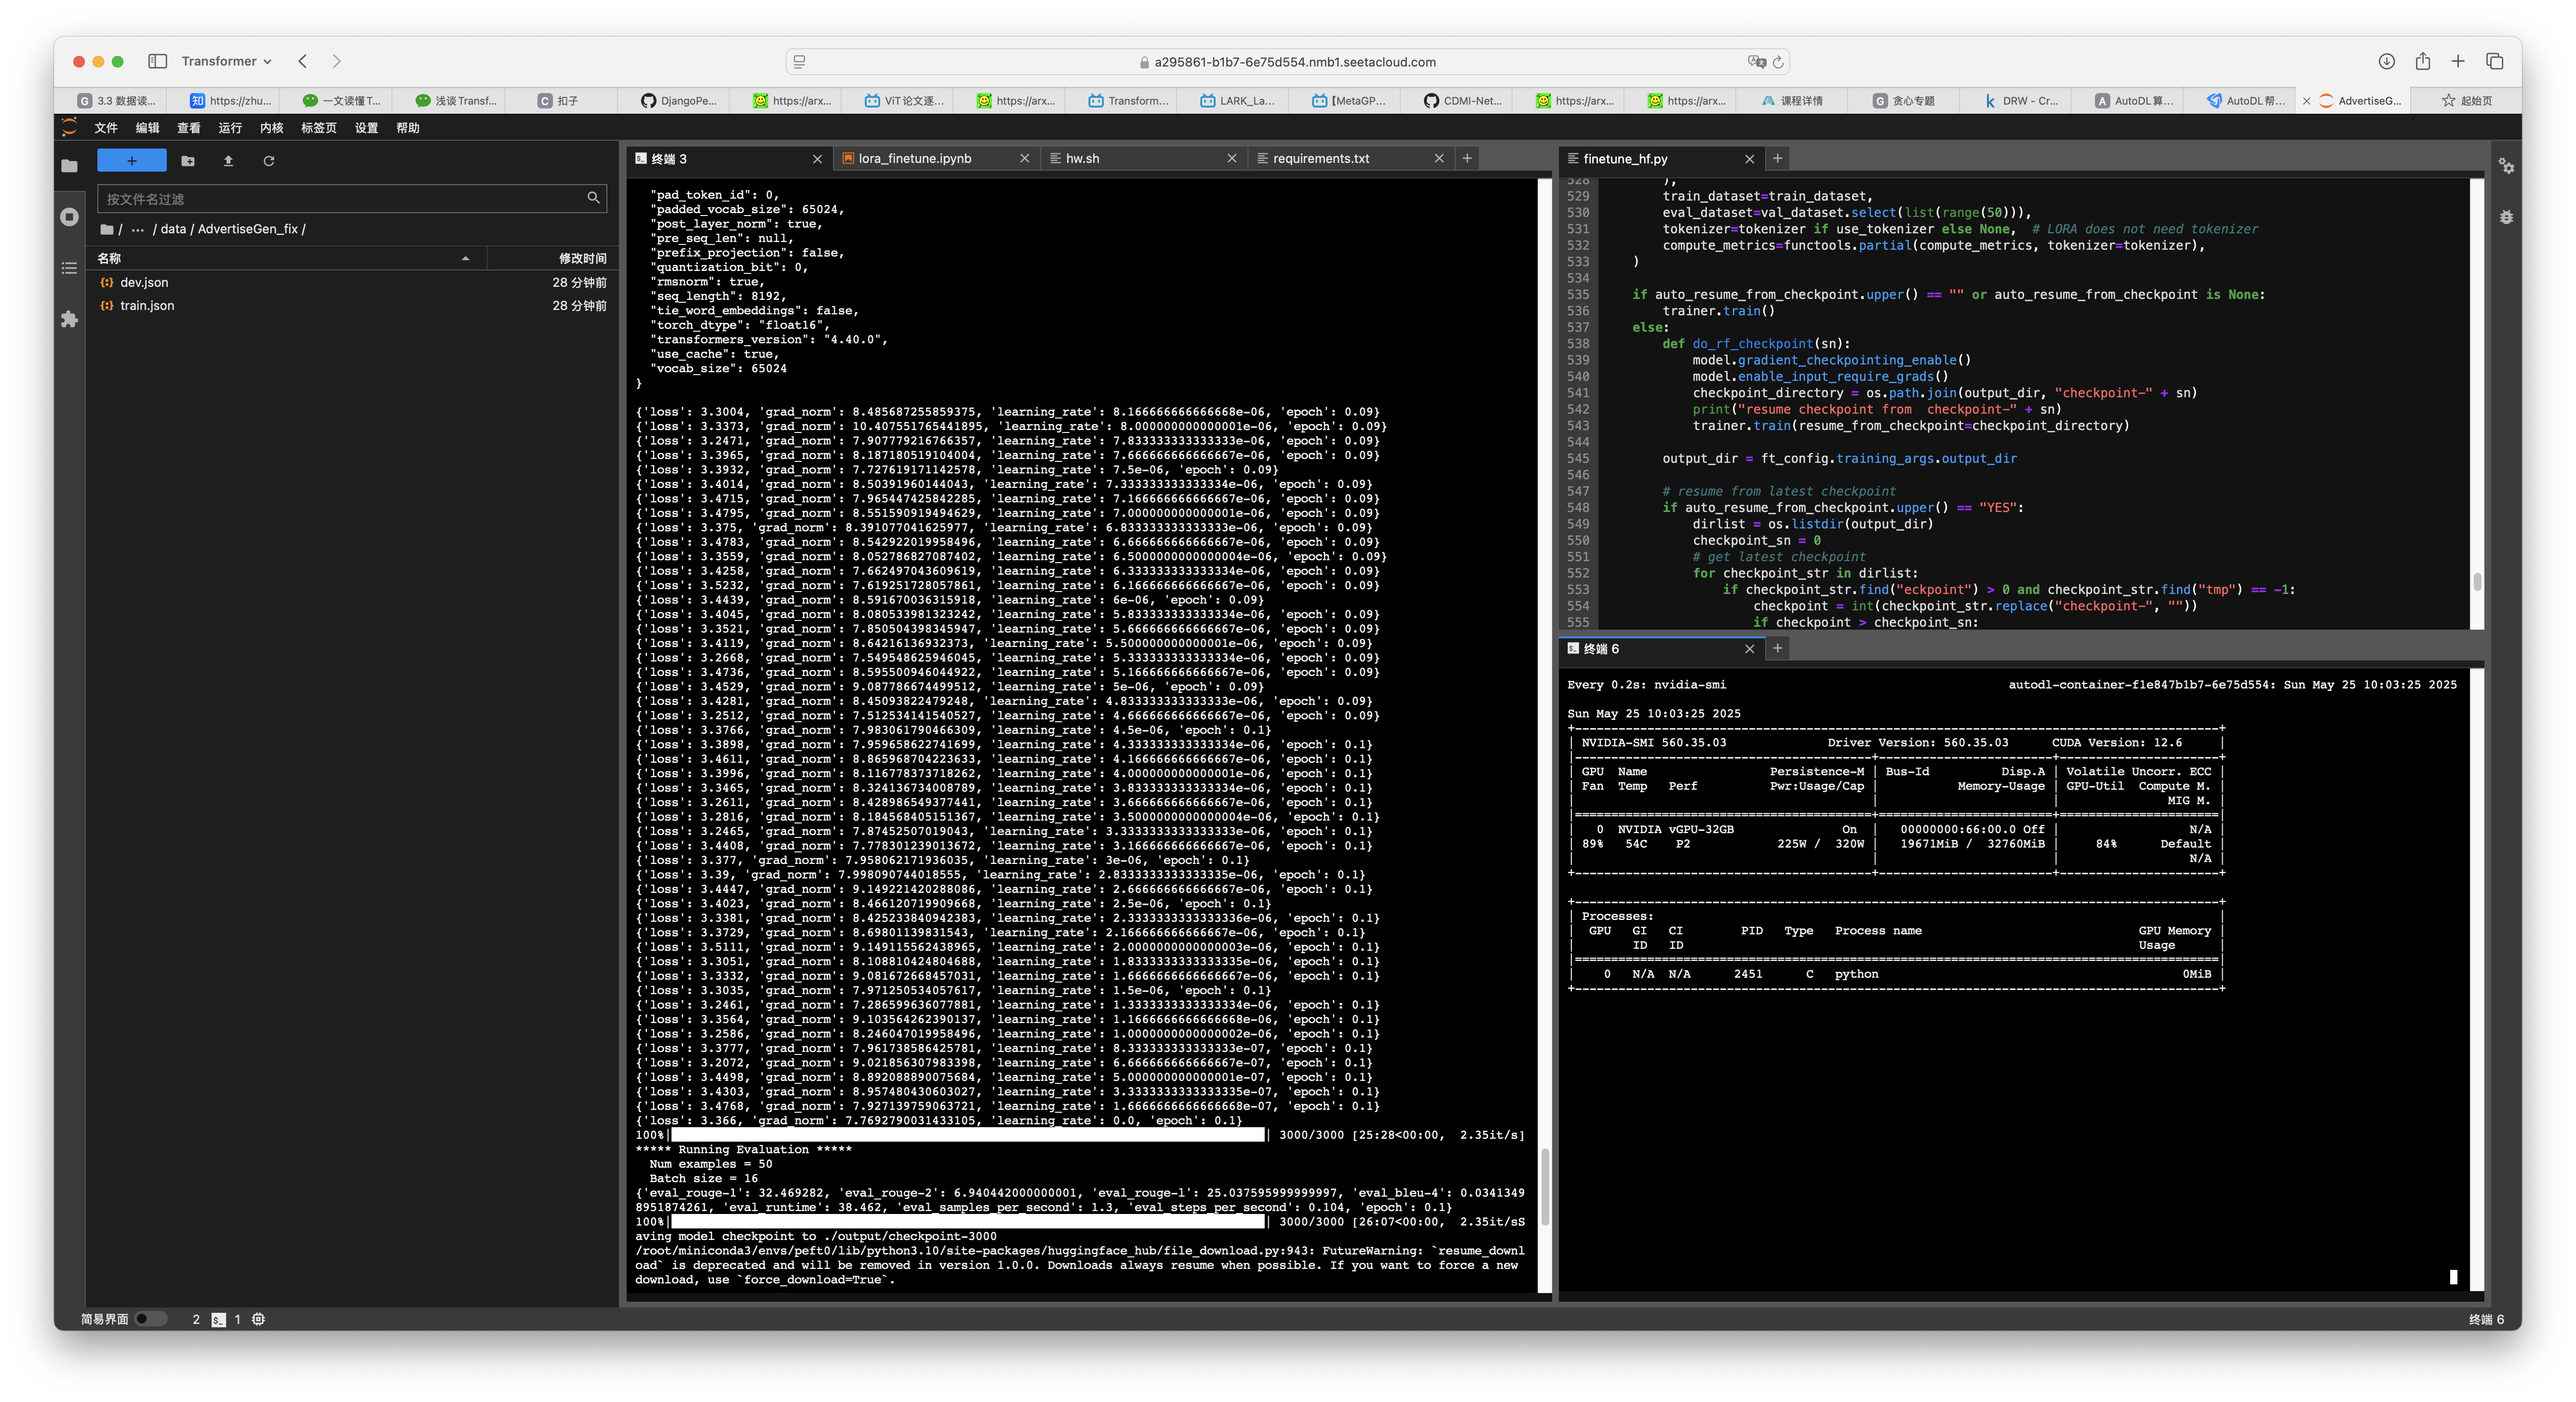 Transformer
a295861-b1b7-6e75d554.nmb1.seetacloud.com
3.3 数据读...
https://zhu...
一文读懂T...
浅谈Transf...
扣子
DjangoPe...
https://arx...
ViT论文逐...
https://arx...
Transform...
LARK_La...
【MetaGP...
CDMI-Net...
https://arx...
https://arx...
课程详情
贪心专题
DRW - Cr...
AutoDL算...
AutoDL帮...
AdvertiseG...
起始页
文件 编辑 查看 运行 内核 标签页 设置 帮助
按文件名过滤
/ ... / data / AdvertiseGen_fix /
名称 修改时间
dev.json 28 分钟前
train.json 28 分钟前
终端 3
lora_finetune.ipynb
hw.sh
requirements.txt
"pad_token_id": 0,
"padded_vocab_size": 65024,
"post_layer_norm": true,
"pre_seq_len": null,
"prefix_projection": false,
"quantization_bit": 0,
"rmsnorm": true,
"seq_length": 8192,
"tie_word_embeddings": false,
"torch_dtype": "float16",
"transformers_version": "4.40.0",
"use_cache": true,
"vocab_size": 65024
}
{'loss': 3.3004, 'grad_norm': 8.485687255859375, 'learning_rate': 8.166666666666668e-06, 'epoch': 0.09}
{'loss': 3.3373, 'grad_norm': 10.407551765441895, 'learning_rate': 8.000000000000001e-06, 'epoch': 0.09}
{'loss': 3.2471, 'grad_norm': 7.907779216766357, 'learning_rate': 7.833333333333333e-06, 'epoch': 0.09}
{'loss': 3.3965, 'grad_norm': 8.187180519104004, 'learning_rate': 7.666666666666667e-06, 'epoch': 0.09}
{'loss': 3.3932, 'grad_norm': 7.727619171142578, 'learning_rate': 7.5e-06, 'epoch': 0.09}
{'loss': 3.4014, 'grad_norm': 8.50391960144043, 'learning_rate': 7.333333333333334e-06, 'epoch': 0.09}
{'loss': 3.4715, 'grad_norm': 7.965447425842285, 'learning_rate': 7.166666666666667e-06, 'epoch': 0.09}
{'loss': 3.4795, 'grad_norm': 8.551590919494629, 'learning_rate': 7.000000000000001e-06, 'epoch': 0.09}
{'loss': 3.375, 'grad_norm': 8.391077041625977, 'learning_rate': 6.833333333333333e-06, 'epoch': 0.09}
{'loss': 3.4783, 'grad_norm': 8.542922019958496, 'learning_rate': 6.666666666666667e-06, 'epoch': 0.09}
{'loss': 3.3559, 'grad_norm': 8.052786827087402, 'learning_rate': 6.5000000000000004e-06, 'epoch': 0.09}
{'loss': 3.4258, 'grad_norm': 7.662497043609619, 'learning_rate': 6.333333333333334e-06, 'epoch': 0.09}
{'loss': 3.5232, 'grad_norm': 7.619251728057861, 'learning_rate': 6.166666666666667e-06, 'epoch': 0.09}
{'loss': 3.4439, 'grad_norm': 8.591670036315918, 'learning_rate': 6e-06, 'epoch': 0.09}
{'loss': 3.4045, 'grad_norm': 8.080533981323242, 'learning_rate': 5.833333333333334e-06, 'epoch': 0.09}
{'loss': 3.3521, 'grad_norm': 7.850504398345947, 'learning_rate': 5.666666666666667e-06, 'epoch': 0.09}
{'loss': 3.4119, 'grad_norm': 8.64216136932373, 'learning_rate': 5.500000000000001e-06, 'epoch': 0.09}
{'loss': 3.2668, 'grad_norm': 7.549548625946045, 'learning_rate': 5.333333333333334e-06, 'epoch': 0.09}
{'loss': 3.4736, 'grad_norm': 8.595500946044922, 'learning_rate': 5.166666666666667e-06, 'epoch': 0.09}
{'loss': 3.4529, 'grad_norm': 9.087786674499512, 'learning_rate': 5e-06, 'epoch': 0.09}
{'loss': 3.4281, 'grad_norm': 8.45093822479248, 'learning_rate': 4.833333333333333e-06, 'epoch': 0.09}
{'loss': 3.2512, 'grad_norm': 7.512534141540527, 'learning_rate': 4.666666666666667e-06, 'epoch': 0.09}
{'loss': 3.3766, 'grad_norm': 7.983061790466309, 'learning_rate': 4.5e-06, 'epoch': 0.1}
{'loss': 3.3898, 'grad_norm': 7.959658622741699, 'learning_rate': 4.333333333333334e-06, 'epoch': 0.1}
{'loss': 3.4611, 'grad_norm': 8.865968704223633, 'learning_rate': 4.166666666666667e-06, 'epoch': 0.1}
{'loss': 3.3996, 'grad_norm': 8.116778373718262, 'learning_rate': 4.000000000000001e-06, 'epoch': 0.1}
{'loss': 3.3465, 'grad_norm': 8.324136734008789, 'learning_rate': 3.833333333333334e-06, 'epoch': 0.1}
{'loss': 3.2611, 'grad_norm': 8.428986549377441, 'learning_rate': 3.666666666666667e-06, 'epoch': 0.1}
{'loss': 3.2816, 'grad_norm': 8.184568405151367, 'learning_rate': 3.5000000000000004e-06, 'epoch': 0.1}
{'loss': 3.2465, 'grad_norm': 7.87452507019043, 'learning_rate': 3.3333333333333333e-06, 'epoch': 0.1}
{'loss': 3.4408, 'grad_norm': 7.778301239013672, 'learning_rate': 3.166666666666667e-06, 'epoch': 0.1}
{'loss': 3.377, 'grad_norm': 7.958062171936035, 'learning_rate': 3e-06, 'epoch': 0.1}
{'loss': 3.39, 'grad_norm': 7.998090744018555, 'learning_rate': 2.8333333333333335e-06, 'epoch': 0.1}
{'loss': 3.4447, 'grad_norm': 9.149221420288086, 'learning_rate': 2.666666666666667e-06, 'epoch': 0.1}
{'loss': 3.4023, 'grad_norm': 8.466120719909668, 'learning_rate': 2.5e-06, 'epoch': 0.1}
{'loss': 3.3381, 'grad_norm': 8.425233840942383, 'learning_rate': 2.3333333333333336e-06, 'epoch': 0.1}
{'loss': 3.3729, 'grad_norm': 8.69801139831543, 'learning_rate': 2.166666666666667e-06, 'epoch': 0.1}
{'loss': 3.5111, 'grad_norm': 9.149115562438965, 'learning_rate': 2.0000000000000003e-06, 'epoch': 0.1}
{'loss': 3.3051, 'grad_norm': 8.108810424804688, 'learning_rate': 1.8333333333333335e-06, 'epoch': 0.1}
{'loss': 3.3332, 'grad_norm': 9.081672668457031, 'learning_rate': 1.6666666666666667e-06, 'epoch': 0.1}
{'loss': 3.3035, 'grad_norm': 7.971250534057617, 'learning_rate': 1.5e-06, 'epoch': 0.1}
{'loss': 3.2461, 'grad_norm': 7.286599636077881, 'learning_rate': 1.3333333333333334e-06, 'epoch': 0.1}
{'loss': 3.3564, 'grad_norm': 9.103564262390137, 'learning_rate': 1.1666666666666668e-06, 'epoch': 0.1}
{'loss': 3.2586, 'grad_norm': 8.246047019958496, 'learning_rate': 1.0000000000000002e-06, 'epoch': 0.1}
{'loss': 3.3777, 'grad_norm': 7.961738586425781, 'learning_rate': 8.333333333333333e-07, 'epoch': 0.1}
{'loss': 3.2072, 'grad_norm': 9.021856307983398, 'learning_rate': 6.666666666666667e-07, 'epoch': 0.1}
{'loss': 3.4498, 'grad_norm': 8.892088890075684, 'learning_rate': 5.000000000000001e-07, 'epoch': 0.1}
{'loss': 3.4303, 'grad_norm': 8.957480430603027, 'learning_rate': 3.3333333333333335e-07, 'epoch': 0.1}
{'loss': 3.4768, 'grad_norm': 7.927139759063721, 'learning_rate': 1.6666666666666668e-07, 'epoch': 0.1}
{'loss': 3.366, 'grad_norm': 7.7692790031433105, 'learning_rate': 0.0, 'epoch': 0.1}
100%| | 3000/3000 [25:28<00:00, 2.35it/s]
***** Running Evaluation *****
Num examples = 50
Batch size = 16
{'eval_rouge-1': 32.469282, 'eval_rouge-2': 6.940442000000001, 'eval_rouge-l': 25.037595999999997, 'eval_bleu-4': 0.0341349
8951874261, 'eval_runtime': 38.462, 'eval_samples_per_second': 1.3, 'eval_steps_per_second': 0.104, 'epoch': 0.1}
100%| | 3000/3000 [26:07<00:00, 2.35it/sS
aving model checkpoint to ./output/checkpoint-3000
/root/miniconda3/envs/peft0/lib/python3.10/site-packages/huggingface_hub/file_download.py:943: FutureWarning: `resume_downl
oad` is deprecated and will be removed in version 1.0.0. Downloads always resume when possible. If you want to force a new
download, use `force_download=True`.
finetune_hf.py
528 ),
529 train_dataset=train_dataset,
530 eval_dataset=val_dataset.select(list(range(50))),
531 tokenizer=tokenizer if use_tokenizer else None, # LORA does not need tokenizer
532 compute_metrics=functools.partial(compute_metrics, tokenizer=tokenizer),
533 )
534
535 if auto_resume_from_checkpoint.upper() == "" or auto_resume_from_checkpoint is None:
536 trainer.train()
537 else:
538 def do_rf_checkpoint(sn):
539 model.gradient_checkpointing_enable()
540 model.enable_input_require_grads()
541 checkpoint_directory = os.path.join(output_dir, "checkpoint-" + sn)
542 print("resume checkpoint from checkpoint-" + sn)
543 trainer.train(resume_from_checkpoint=checkpoint_directory)
544
545 output_dir = ft_config.training_args.output_dir
546
547 # resume from latest checkpoint
548 if auto_resume_from_checkpoint.upper() == "YES":
549 dirlist = os.listdir(output_dir)
550 checkpoint_sn = 0
551 # get latest checkpoint
552 for checkpoint_str in dirlist:
553 if checkpoint_str.find("eckpoint") > 0 and checkpoint_str.find("tmp") == -1:
554 checkpoint = int(checkpoint_str.replace("checkpoint-", ""))
555 if checkpoint > checkpoint_sn:
终端 6
Every 0.2s: nvidia-smi autodl-container-f1e847b1b7-6e75d554: Sun May 25 10:03:25 2025
Sun May 25 10:03:25 2025
NVIDIA-SMI 560.35.03 Driver Version: 560.35.03 CUDA Version: 12.6
GPU Name Persistence-M | Bus-Id Disp.A | Volatile Uncorr. ECC
Fan Temp Perf Pwr:Usage/Cap | Memory-Usage | GPU-Util Compute M.
MIG M.
0 NVIDIA vGPU-32GB On | 00000000:66:00.0 Off | N/A
89% 54C P2 225W / 320W | 19671MiB / 32760MiB | 84% Default
N/A
Processes:
GPU GI CI PID Type Process name GPU Memory
ID ID Usage
0 N/A N/A 2451 C python 0MiB
简易界面 2 1 终端 6